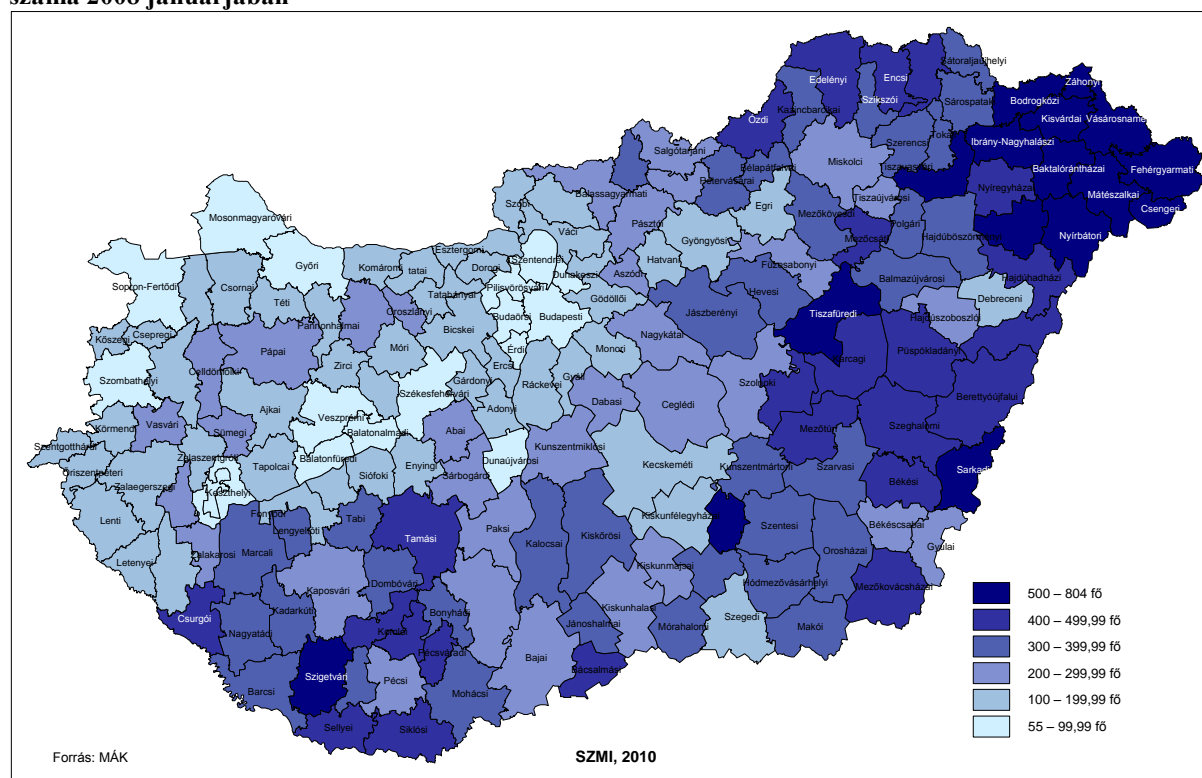 száma 2008 januárjában
Sátoraljaújhelyi
Encsi
Edelényi
Záhonyi
Szikszói
Kazincbarcikai
Sárospatak
Bodrogközi
Kisvárdai
Vásárosname
Ózdi
Szerencsi
Toka
Ibrány-Nagyhalászi
Salgótarjáni
Miskolci
Bélapátfalvai
Tiszavasvári
Baktalórántházai
Fehérgyarmati
Pétervásárai
Balassagyarmati
Nyíregyházai
Mátészalkai
Tiszaújvárosi
Szobi
Egri
Csengeri
Mosonmagyaróvári
Mezőkövesdi
Pásztói
Polgári
Váci
Mezőcsáti
Hajdúböszörményi
Nyírbátori
Gyöngyösi
Esztergomi
Hatvani
Szentendrei
Győri
Komáromi
tatai
Dorogi
Füzesabonyi
Aszódi
Dunakeszi
Balmazújvárosi
Hajdúhadházi
Sopron-Fertődi
Csornai
Pilisvörösvári
Hevesi
Tatabányai
Gödöllői
Debreceni
Téti
Jászberényi
Oroszlányi
Budaörsi
Budapesti
Tiszafüredi
Hajdúszoboszlói
Pannonhalmai
Bicskei
Csepregi
Kőszegi
Nagykátai
Móri
Érdi
Monori
Pápai
Püspökladányi
Zirci
Karcagi
Celldömölki
Ercsi
Gyáli
Szombathelyi
Gárdonyi
Ráckevei
Szolnoki
Székesfehérvári
Dabasi
Ceglédi
Berettyóújfalui
Adonyi
Ajkai
Veszprémi
Körmendi
Vasvári
Szeghalomi
Mezőtúri
Sümegi
Balatonalmádi
Abai
Szentgotthárdi
Kunszentmiklósi
Zalaszentgróti
Dunaújvárosi
Balatonfüredi
Kecskeméti
Kunszentmártoni
Szarvasi
Őriszentpéteri
Tapolcai
Enyingi
Siófoki
Sárbogárdi
Sarkadi
Zalaegerszegi
Békési
Keszthelyi
Kiskunfélegyházai
Fonyódi
Lenti
Tabi
Paksi
Szentesi
Békéscsabai
Lengyeltóti
Kiskőrösi
Tamási
Kalocsai
Gyulai
Zalakarosi
Marcali
Orosházai
Letenyei
Kiskunmajsai
Dombóvári
Hódmezővásárhelyi
Mezőkovácsházai
Kaposvári
Kiskunhalasi
Kadarkúti
Bonyhádi
Csurgói
Jánoshalmai
Szegedi
Mórahalomi
Makói
Nagyatádi
Komlói
Pécsváradi
Bajai
Bácsalmási
Szigetvári
Pécsi
Barcsi
Mohácsi
Sellyei
Siklósi
500 – 804 fő
400 – 499,99 fő
300 – 399,99 fő
200 – 299,99 fő
100 – 199,99 fő
55 – 99,99 fő
Forrás: MÁK
SZMI, 2010